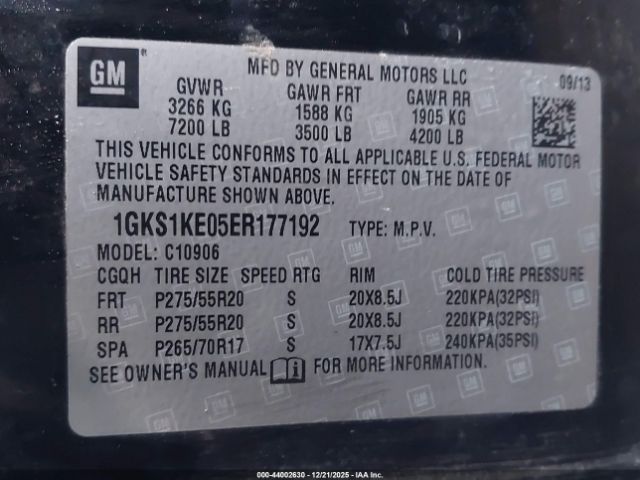 GM
MFD BY GENERAL MOTORS LLC
09/13
GVWR GAWR FRT GAWR RR
3266 KG 1588 KG 1905 KG
7200 LB 3500 LB 4200 LB
THIS VEHICLE CONFORMS TO ALL APPLICABLE U.S. FEDERAL MOTOR
VEHICLE SAFETY STANDARDS IN EFFECT ON THE DATE OF
MANUFACTURE SHOWN ABOVE.
1GKS1KE05ER177192 TYPE: M.P.V.
MODEL: C10906
CGQH TIRE SIZE SPEED RTG RIM COLD TIRE PRESSURE
FRT P275/55R20 S 20X8.5J 220KPA(32PSI)
RR P275/55R20 S 20X8.5J 220KPA(32PSI)
SPA P265/70R17 S 17X7.5J 240KPA(35PSI)
SEE OWNER'S MANUAL FOR MORE INFORMATION.
000-44002630 - 12/21/2025 - IAA Inc.